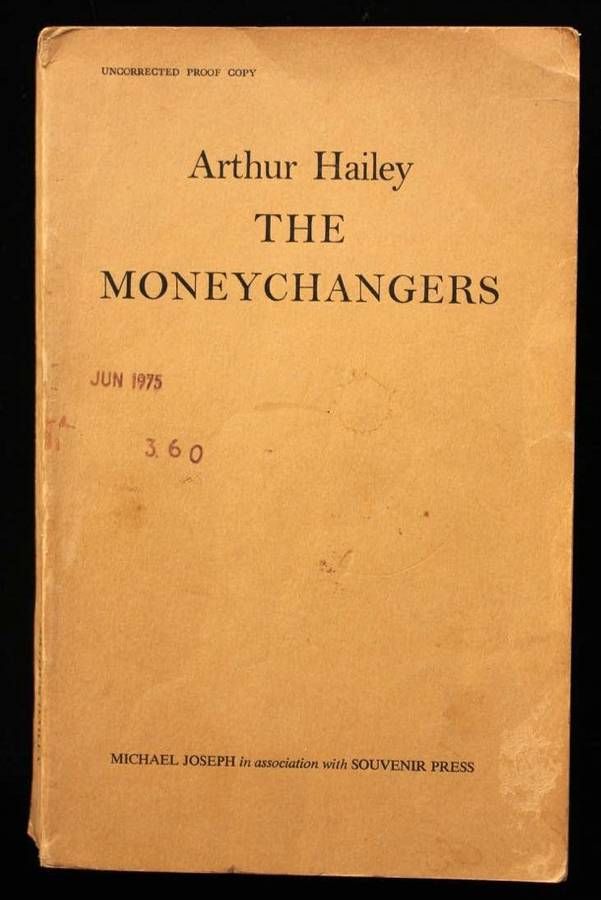 UNCORRECTED PROOF COPY
Arthur Hailey
THE
MONEYCHANGERS
JUN 1975
3.60
MICHAEL JOSEPH in association with SOUVENIR PRESS